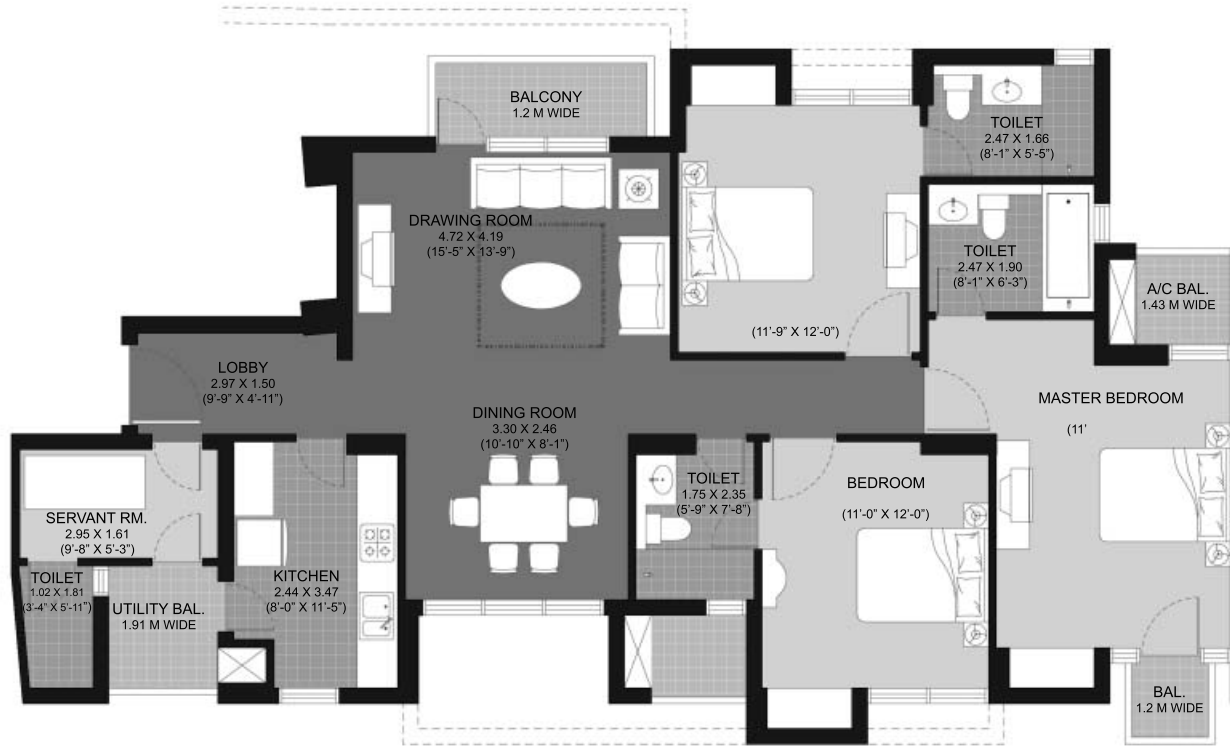 BALCONY
1.2 M WIDE
TOILET
2.47 X 1.66
(8'-1" X 5'-5")
DRAWING ROOM
4.72 X 4.19
(15'-5" X 13'-9")
TOILET
2.47 X 1.90
(8'-1" X 6'-3")
A/C BAL.
1.43 M WIDE
(11'-9" X 12'-0")
LOBBY
2.97 X 1.50
(9'-9" X 4'-11")
MASTER BEDROOM
(11'
DINING ROOM
3.30 X 2.46
(10'-10" X 8'-1")
TOILET
1.75 X 2.35
(5'-9" X 7'-8")
BEDROOM
(11'-0" X 12'-0")
SERVANT RM.
2.95 X 1.61
(9'-8" X 5'-3")
TOILET
1.02 X 1.81
(3'-4" X 5'-11")
UTILITY BAL.
1.91 M WIDE
KITCHEN
2.44 X 3.47
(8'-0" X 11'-5")
BAL.
1.2 M WIDE